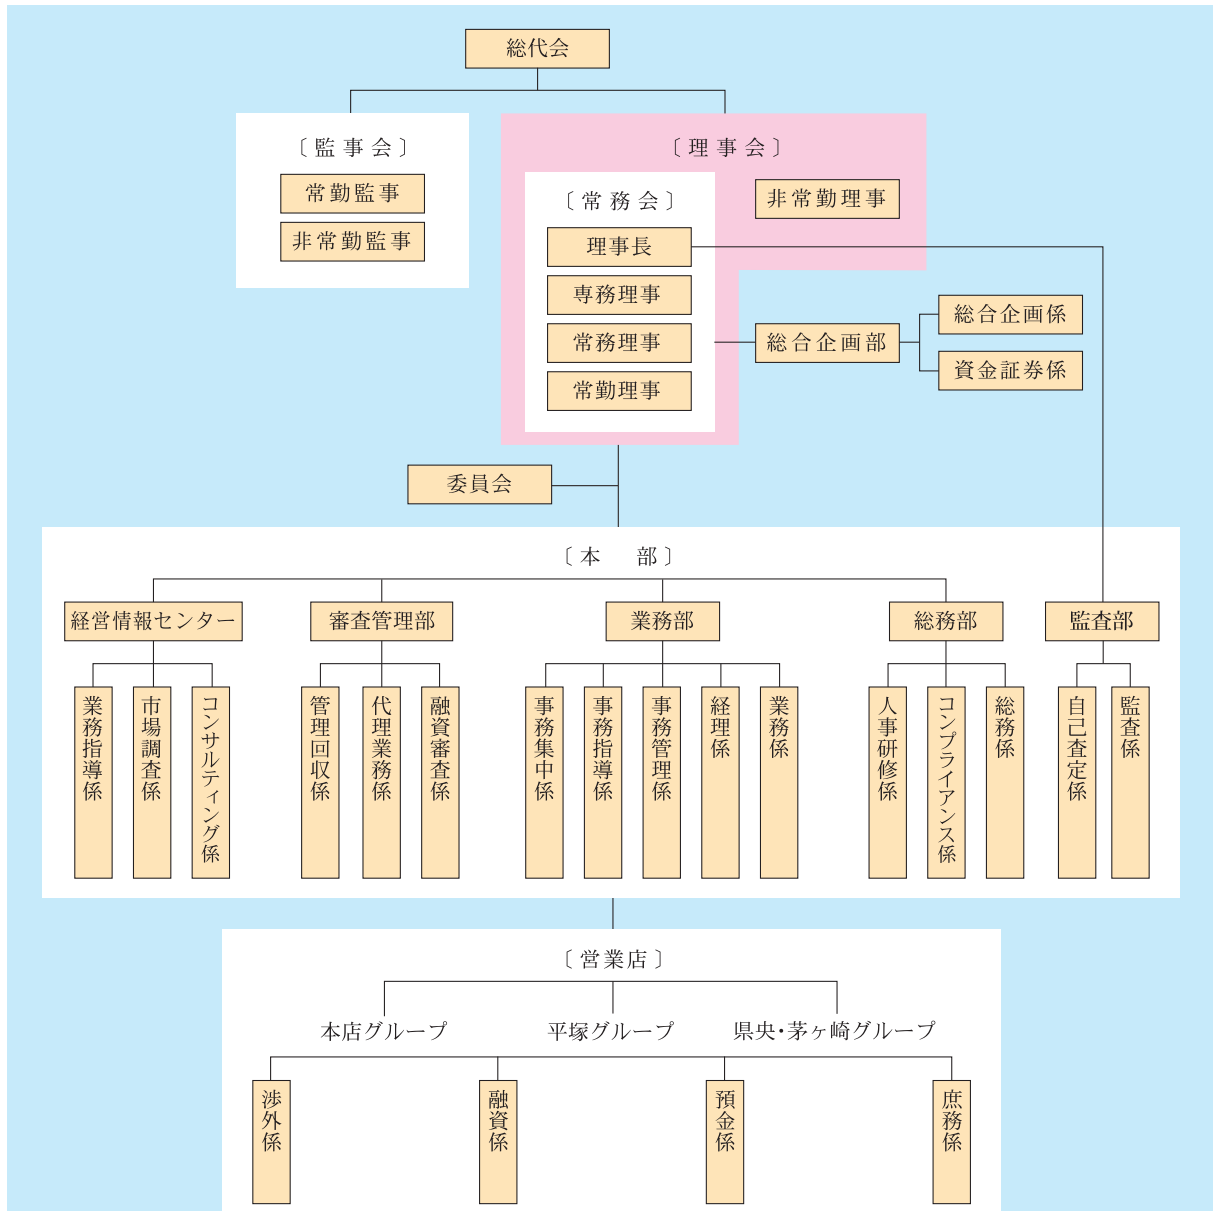 総代会
〔監事会〕
常勤監事
非常勤監事
〔理事会〕
非常勤理事
〔常務会〕
理事長
専務理事
常務理事
常勤理事
総合企画部
総合企画係
資金証券係
委員会
〔本　部〕
経営情報センター
業務指導係
市場調査係
コンサルティング係
審査管理部
管理回収係
代理業務係
融資審査係
業務部
事務集中係
事務指導係
事務管理係
経理係
業務係
総務部
人事研修係
コンプライアンス係
総務係
監査部
自己査定係
監査係
〔営業店〕
本店グループ
平塚グループ
県央・茅ヶ崎グループ
渉外係
融資係
預金係
庶務係